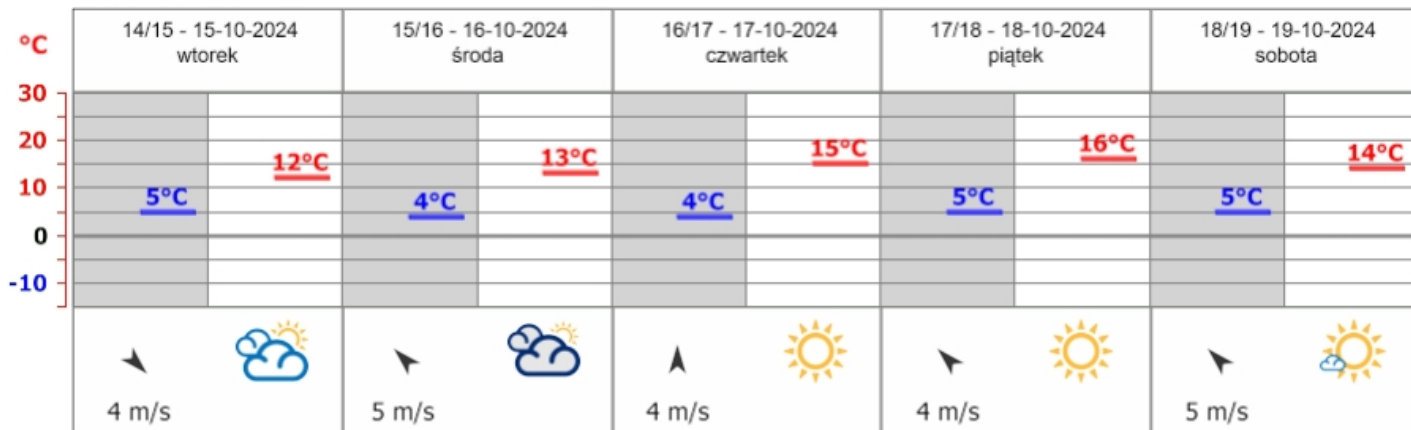 14/15 - 15-10-2024
wtorek
15/16 - 16-10-2024
środa
16/17 - 17-10-2024
czwartek
17/18 - 18-10-2024
piątek
18/19 - 19-10-2024
sobota
°C
30
20
10
0
-10
5°C
12°C
4°C
13°C
4°C
15°C
5°C
16°C
5°C
14°C
4 m/s
5 m/s
4 m/s
4 m/s
5 m/s